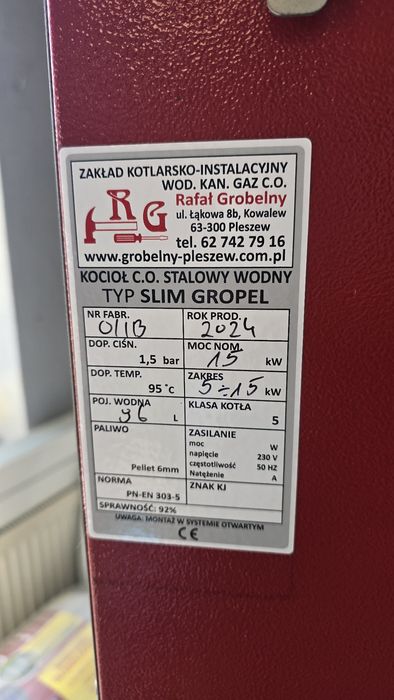 ZAKŁAD KOTLARSKO-INSTALACYJNY
WOD. KAN. GAZ C.O.
RG
Rafał Grobelny
ul. Łąkowa 8b, Kowalew
63-300 Pleszew
tel. 62 742 79 16
www.grobelny-pleszew.com.pl
KOCIOŁ C.O. STALOWY WODNY
TYP SLIM GROPEL
NR FABR. ROK PROD.
2024
DOP. CIŚN. MOC NOM.
1,5 bar 15 kW
DOP. TEMP. ZAKRES
95 °C 5÷15 kW
POJ. WODNA KLASA KOTŁA
36 L 5
PALIWO ZASILANIE
moc W
napięcie 230 V
częstotliwość 50 HZ
Pellet 6mm Natężenie A
NORMA ZNAK KJ
PN-EN 303-5
SPRAWNOŚĆ: 92%
UWAGA: MONTAŻ W SYSTEMIE OTWARTYM
CE